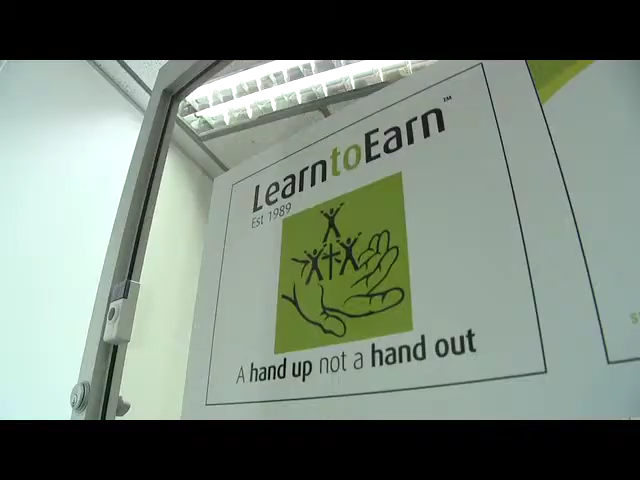 LearntoEarn™
Est 1989
A hand up not a hand out